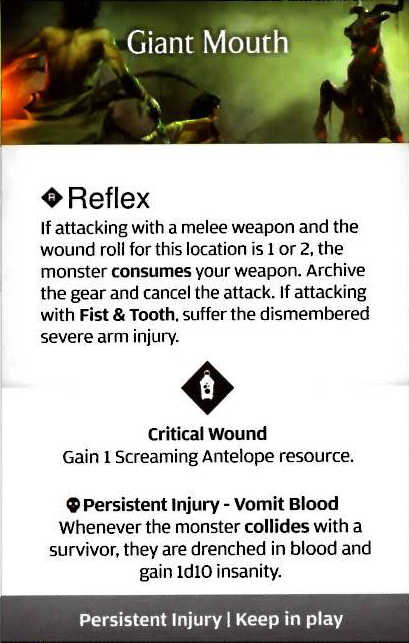 Giant Mouth
R Reflex
If attacking with a melee weapon and the
wound roll for this location is 1 or 2, the
monster consumes your weapon. Archive
the gear and cancel the attack. If attacking
with Fist & Tooth, suffer the dismembered
severe arm injury.
Critical Wound
Gain 1 Screaming Antelope resource.
Persistent Injury - Vomit Blood
Whenever the monster collides with a
survivor, they are drenched in blood and
gain 1d10 insanity.
Persistent Injury | Keep in play